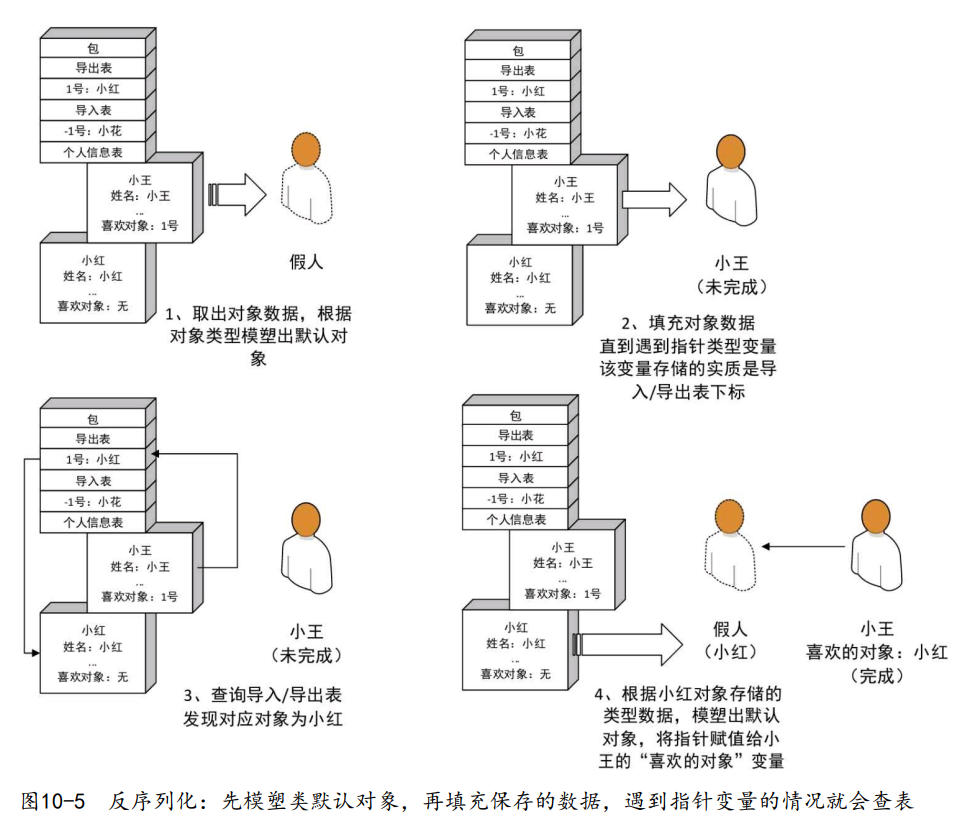 包
导出表
1号：小红
导入表
-1号：小花
个人信息表
小王
姓名：小王
...
喜欢对象：1号
小红
姓名：小红
...
喜欢对象：无
假人
1、取出对象数据，根据
对象类型模塑出默认对
象
包
导出表
1号：小红
导入表
-1号：小花
个人信息表
小王
姓名：小王
...
喜欢对象：1号
小红
姓名：小红
...
喜欢对象：无
小王
（未完成）
2、填充对象数据
直到遇到指针类型变量
该变量存储的实质是导
入/导出表下标
包
导出表
1号：小红
导入表
-1号：小花
个人信息表
小王
姓名：小王
...
喜欢对象：1号
小红
姓名：小红
...
喜欢对象：无
小王
（未完成）
3、查询导入/导出表
发现对应对象为小红
包
导出表
1号：小红
导入表
-1号：小花
个人信息表
小王
姓名：小王
...
喜欢对象：1号
小红
姓名：小红
...
喜欢对象：无
假人
（小红）
小王
喜欢的对象：小红
（完成）
4、根据小红对象存储的
类型数据，模塑出默认
对象，将指针赋值给小
王的“喜欢的对象”变量
图10-5 反序列化：先模塑类默认对象，再填充保存的数据，遇到指针变量的情况就会查表